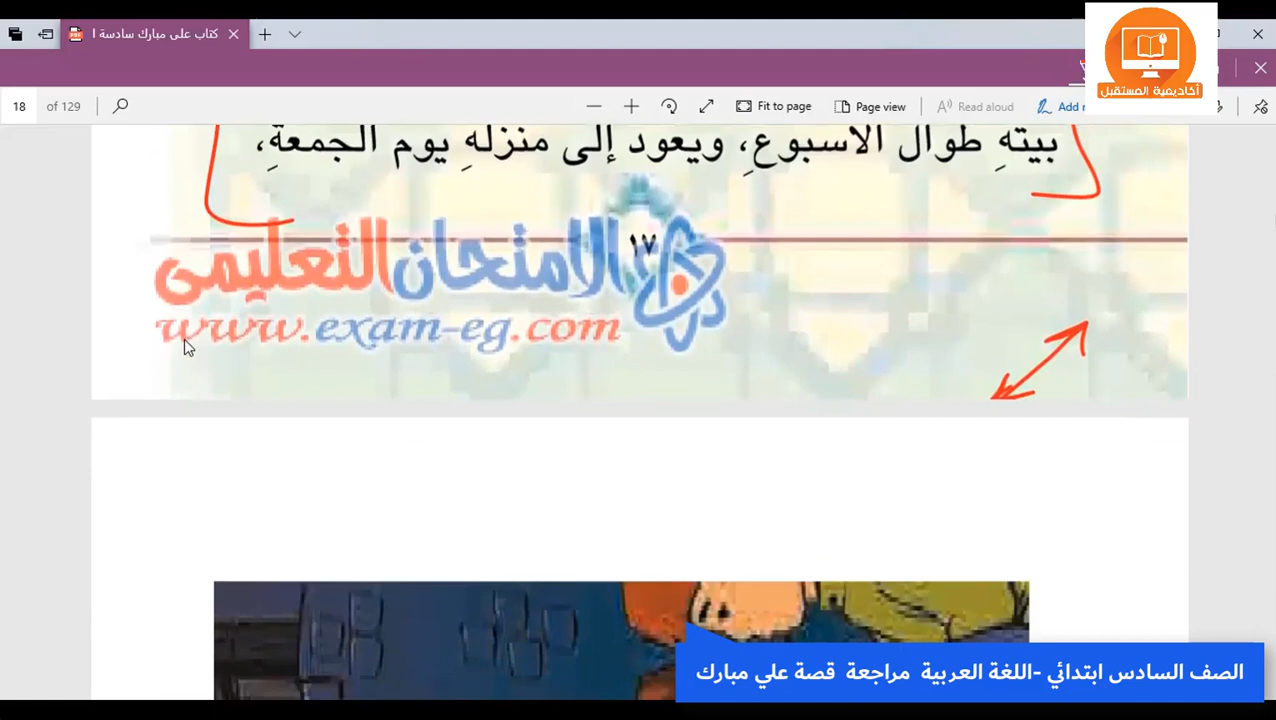 كتاب على مبارك سادسة ا
أكاديمية المستقبل
18 of 129
Fit to page
Page view
Read aloud
Add
بيتهِ طوال الأسبوعِ، ويعود إلى منزلهِ يوم الجمعةِ،
١٧
الامتحان التعليمى
www.exam-eg.com
الصف السادس ابتدائي -اللغة العربية مراجعة قصة علي مبارك